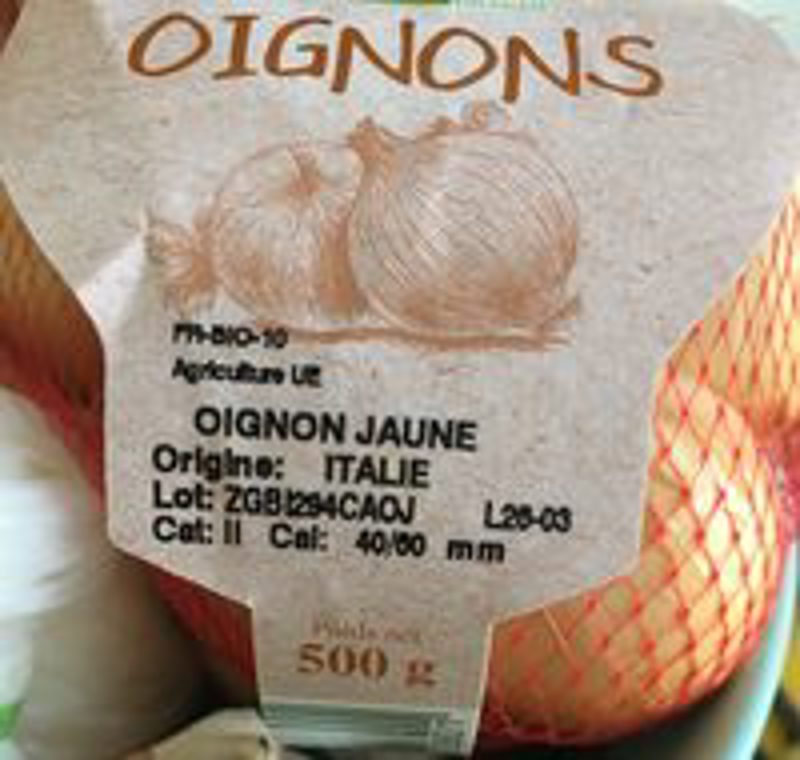 OIGNONS
FR-BIO-10
Agriculture UE
OIGNON JAUNE
Origine: ITALIE
Lot: ZGBI294CAOJ L26-03
Cat: II Cal: 40/60 mm
Poids net
500 g